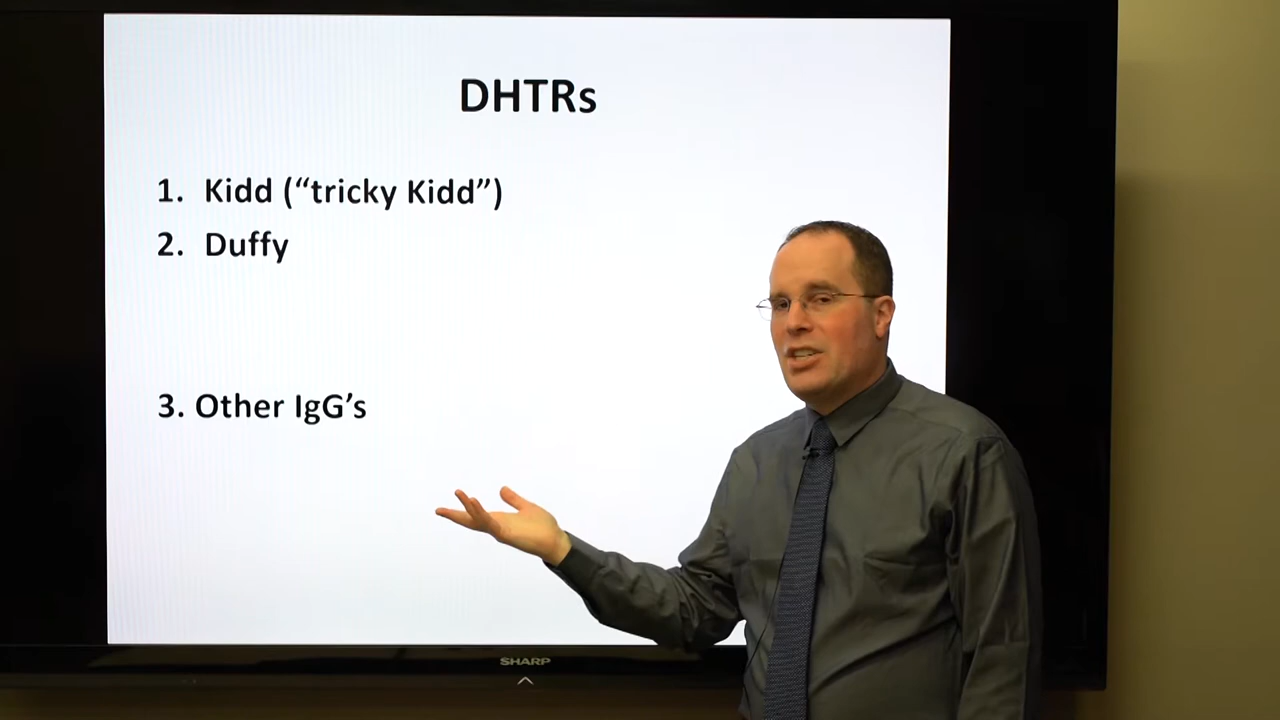 DHTRs
1. Kidd (“tricky Kidd”)
2. Duffy
3. Other IgG’s
SHARP